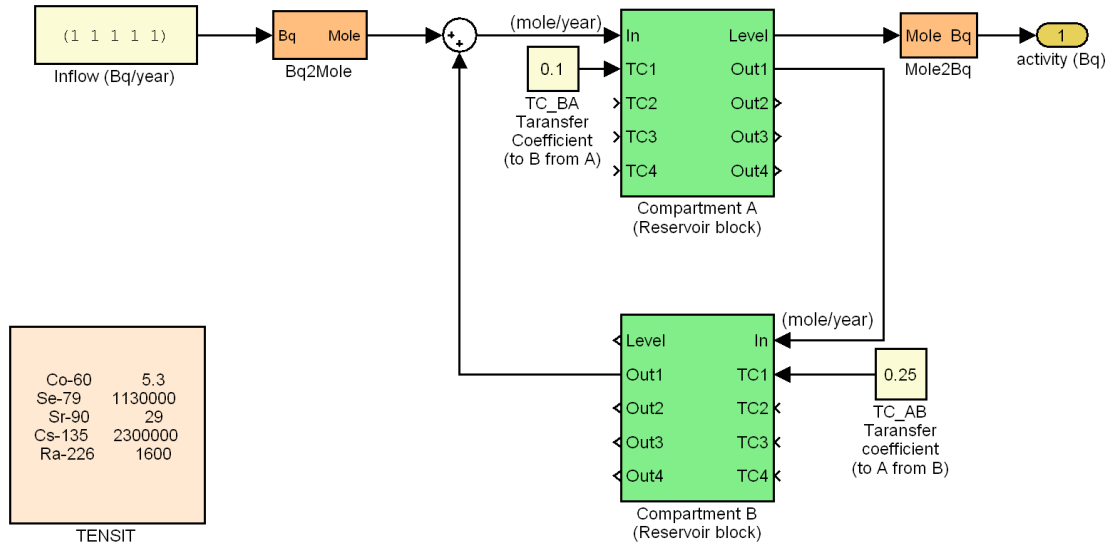 (1 1 1 1 1)
Inflow (Bq/year)
Bq Mole
Bq2Mole
+
+
(mole/year)
0.1
TC_BA
Taransfer
Coefficient
(to B from A)
In Level
TC1 Out1
TC2 Out2
TC3 Out3
TC4 Out4
Compartment A
(Reservoir block)
Mole Bq
Mole2Bq
1
activity (Bq)
(mole/year)
Level In
Out1 TC1
Out2 TC2
Out3 TC3
Out4 TC4
Compartment B
(Reservoir block)
0.25
TC_AB
Taransfer
coefficient
(to A from B)
Co-60 5.3
Se-79 1130000
Sr-90 29
Cs-135 2300000
Ra-226 1600
TENSIT